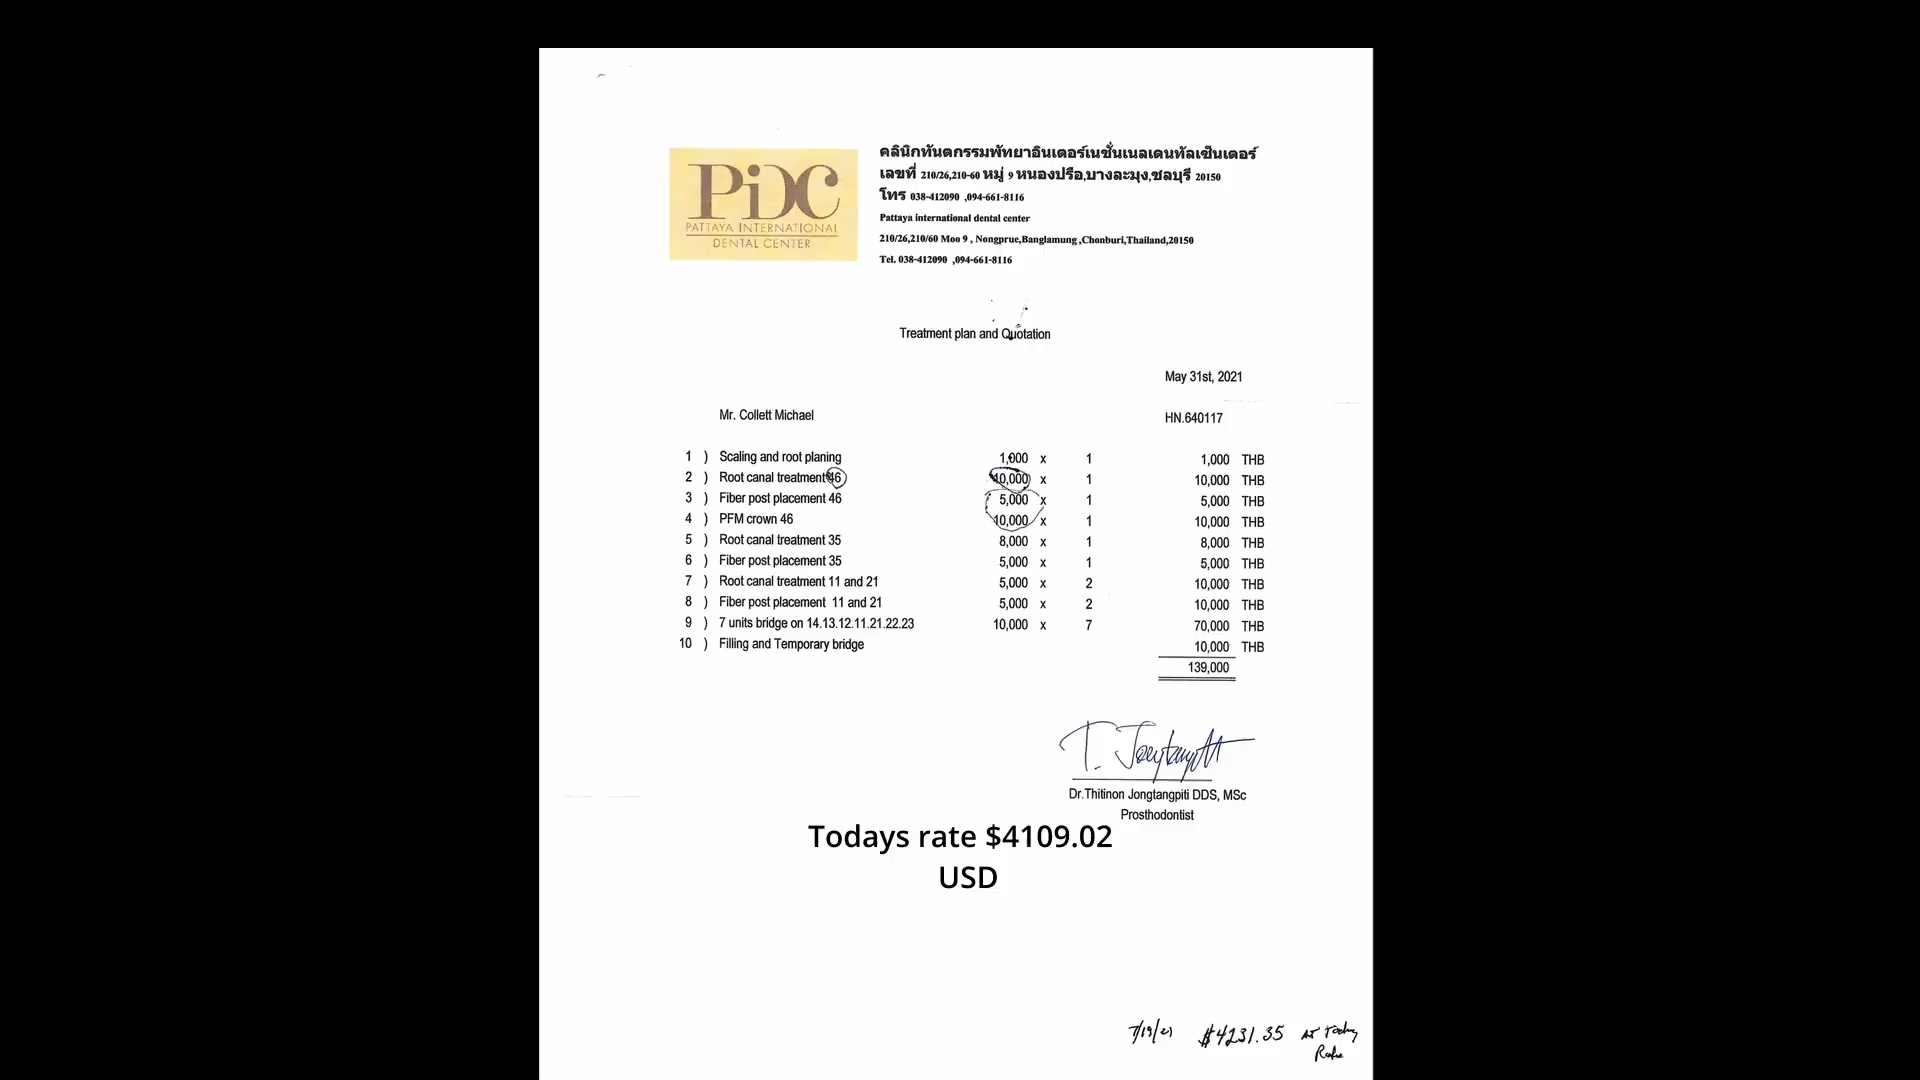 PiDC
PATTAYA INTERNATIONAL
DENTAL CENTER
คลินิกทันตกรรมพัทยาอินเตอร์เนชั่นเนลเดนทัลเซ็นเตอร์
เลขที่ 210/26,210-60 หมู่ 9 หนองปรือ,บางละมุง,ชลบุรี 20150
โทร 038-412090 ,094-661-8116
Pattaya international dental center
210/26,210/60 Moo 9 , Nongprue,Banglamung ,Chonburi,Thailand,20150
Tel. 038-412090 ,094-661-8116
Treatment plan and Quotation
May 31st, 2021
Mr. Collett Michael HN.640117
1 ) Scaling and root planing 1,000 x 1 1,000 THB
2 ) Root canal treatment 46 10,000 x 1 10,000 THB
3 ) Fiber post placement 46 5,000 x 1 5,000 THB
4 ) PFM crown 46 10,000 x 1 10,000 THB
5 ) Root canal treatment 35 8,000 x 1 8,000 THB
6 ) Fiber post placement 35 5,000 x 1 5,000 THB
7 ) Root canal treatment 11 and 21 5,000 x 2 10,000 THB
8 ) Fiber post placement 11 and 21 5,000 x 2 10,000 THB
9 ) 7 units bridge on 14.13.12.11.21.22.23 10,000 x 7 70,000 THB
10 ) Filling and Temporary bridge 10,000 THB
139,000
Dr.Thitinon Jongtangpiti DDS, MSc
Prosthodontist
Todays rate $4109.02
USD
7/19/21 $4231.35 AT Today
Rate